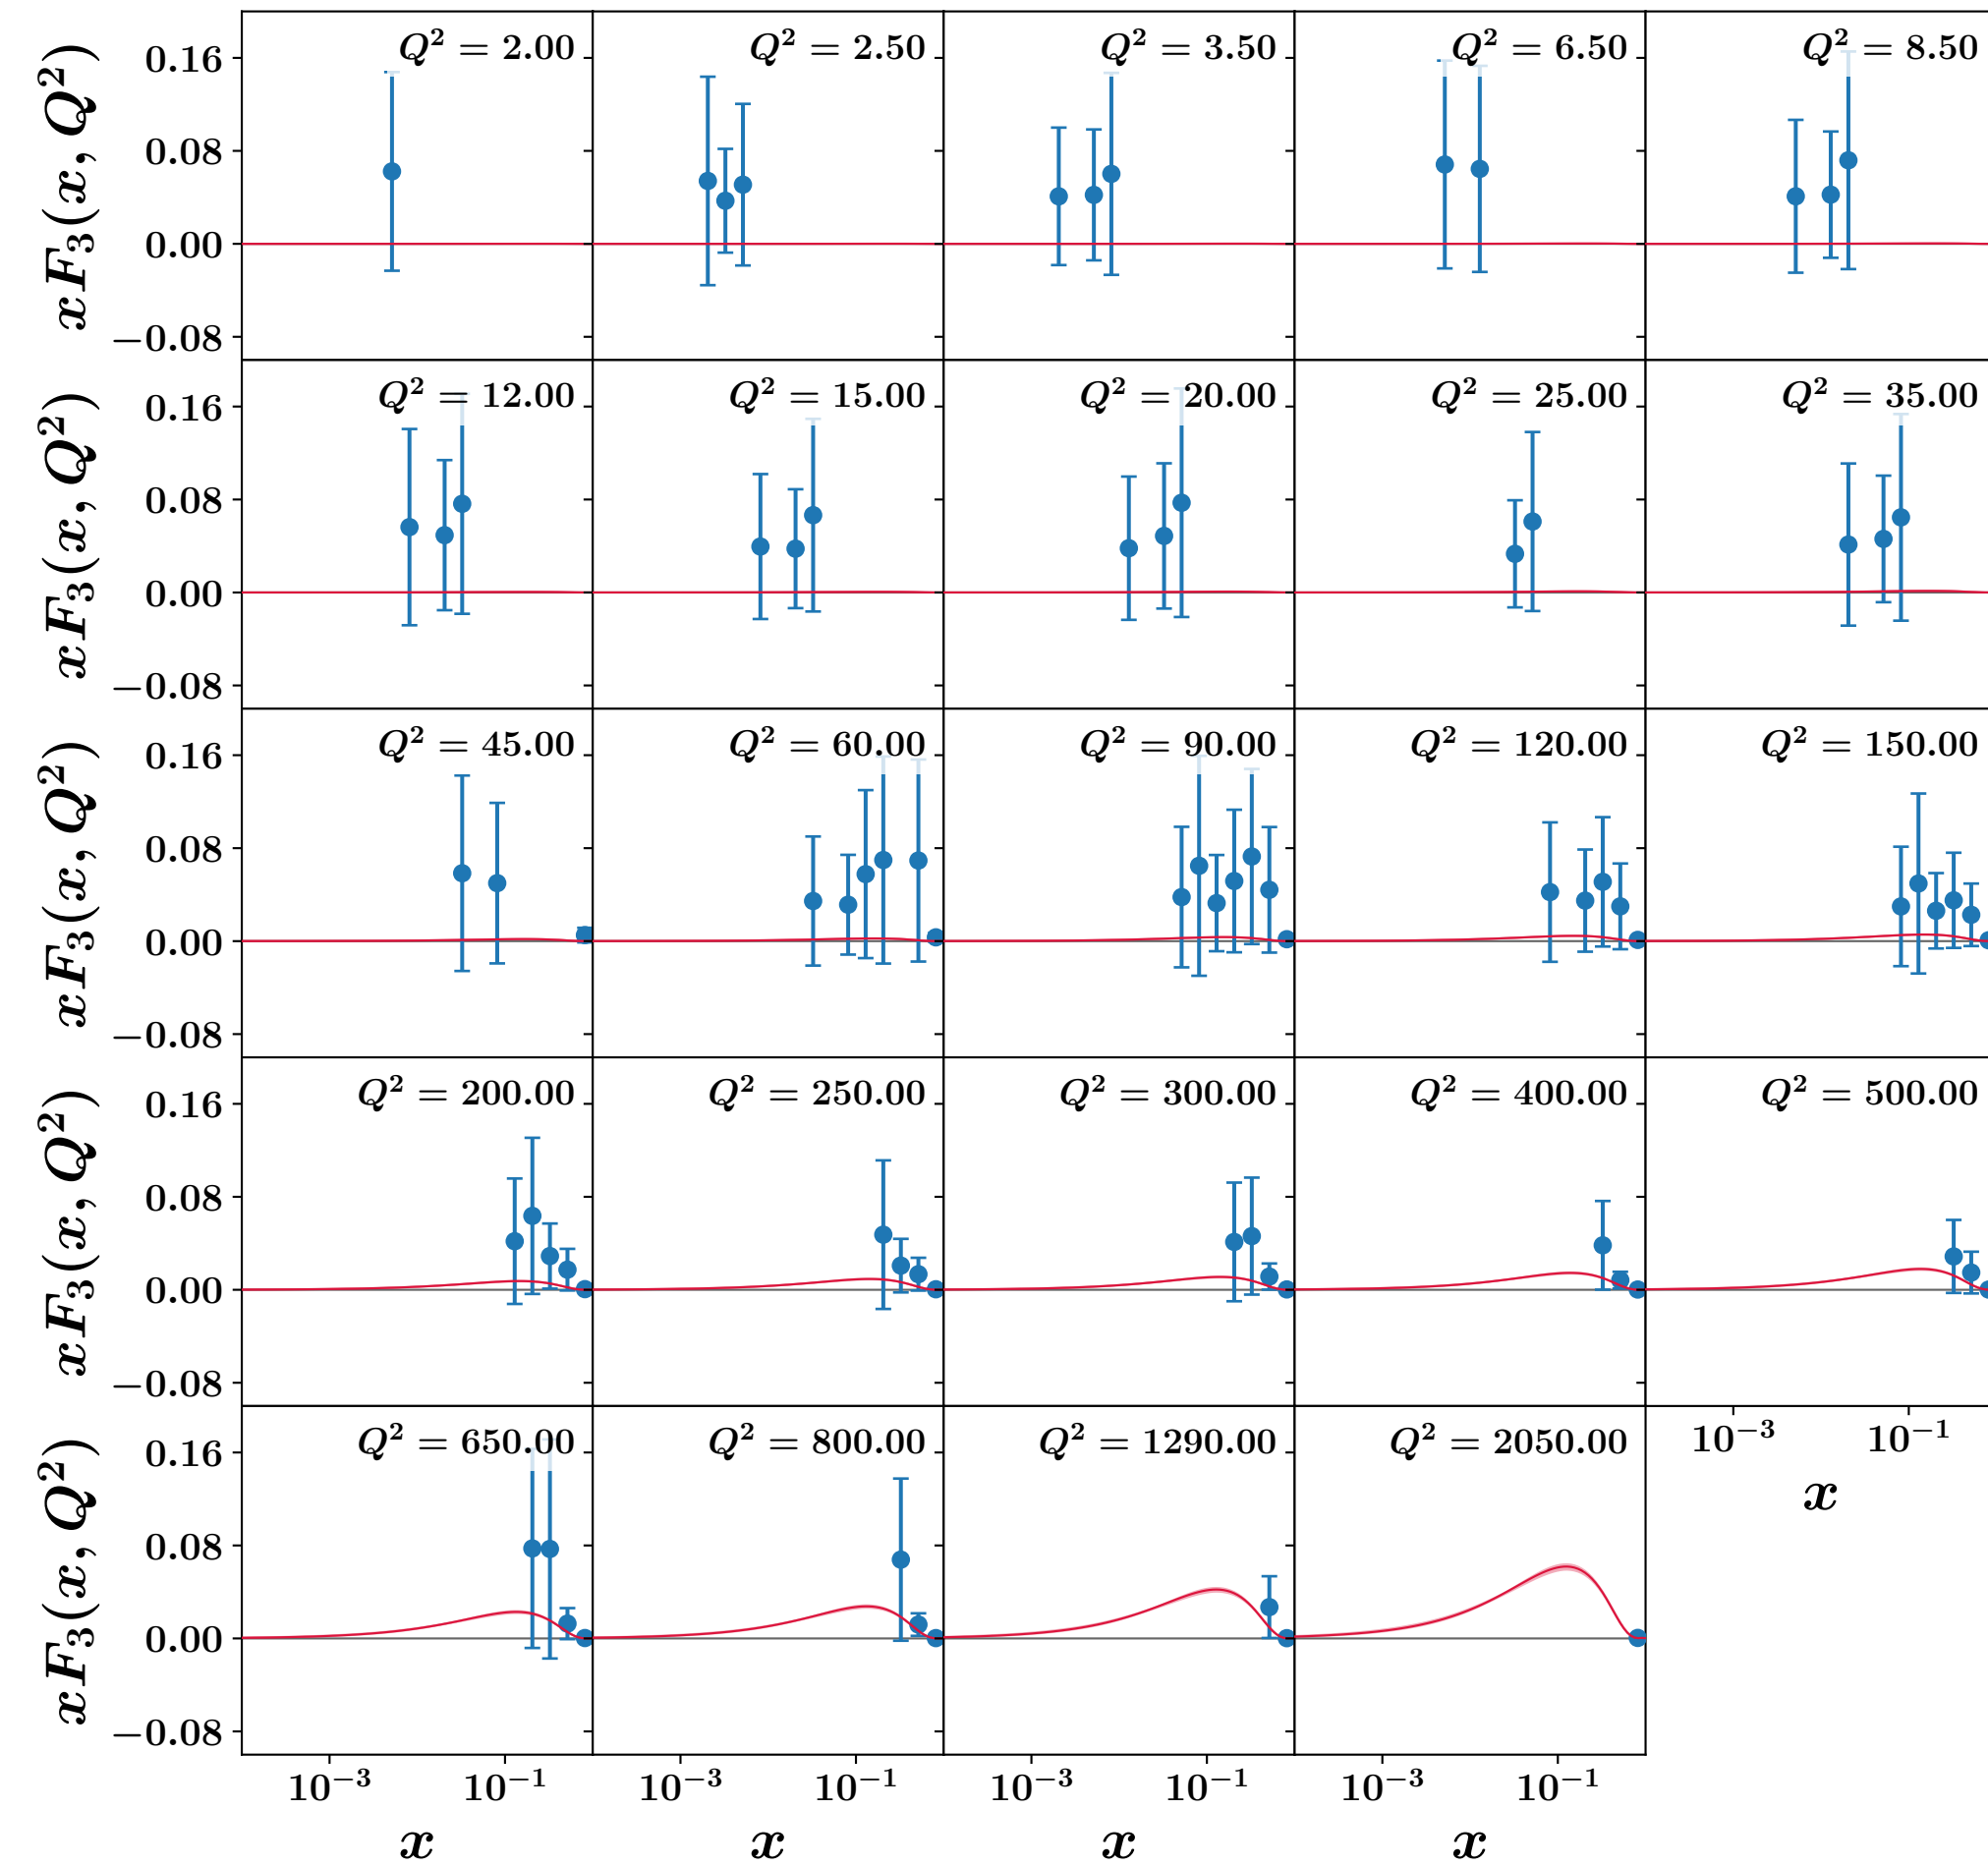 xF₃(x, Q²)
0.16
0.08
0.00
−0.08
Q² = 2.00
Q² = 2.50
Q² = 3.50
Q² = 6.50
Q² = 8.50
xF₃(x, Q²)
0.16
0.08
0.00
−0.08
Q² = 12.00
Q² = 15.00
Q² = 20.00
Q² = 25.00
Q² = 35.00
xF₃(x, Q²)
0.16
0.08
0.00
−0.08
Q² = 45.00
Q² = 60.00
Q² = 90.00
Q² = 120.00
Q² = 150.00
xF₃(x, Q²)
0.16
0.08
0.00
−0.08
Q² = 200.00
Q² = 250.00
Q² = 300.00
Q² = 400.00
Q² = 500.00
10⁻³ 10⁻¹
x
xF₃(x, Q²)
0.16
0.08
0.00
−0.08
Q² = 650.00
Q² = 800.00
Q² = 1290.00
Q² = 2050.00
10⁻³ 10⁻¹
x
10⁻³ 10⁻¹
x
10⁻³ 10⁻¹
x
10⁻³ 10⁻¹
x